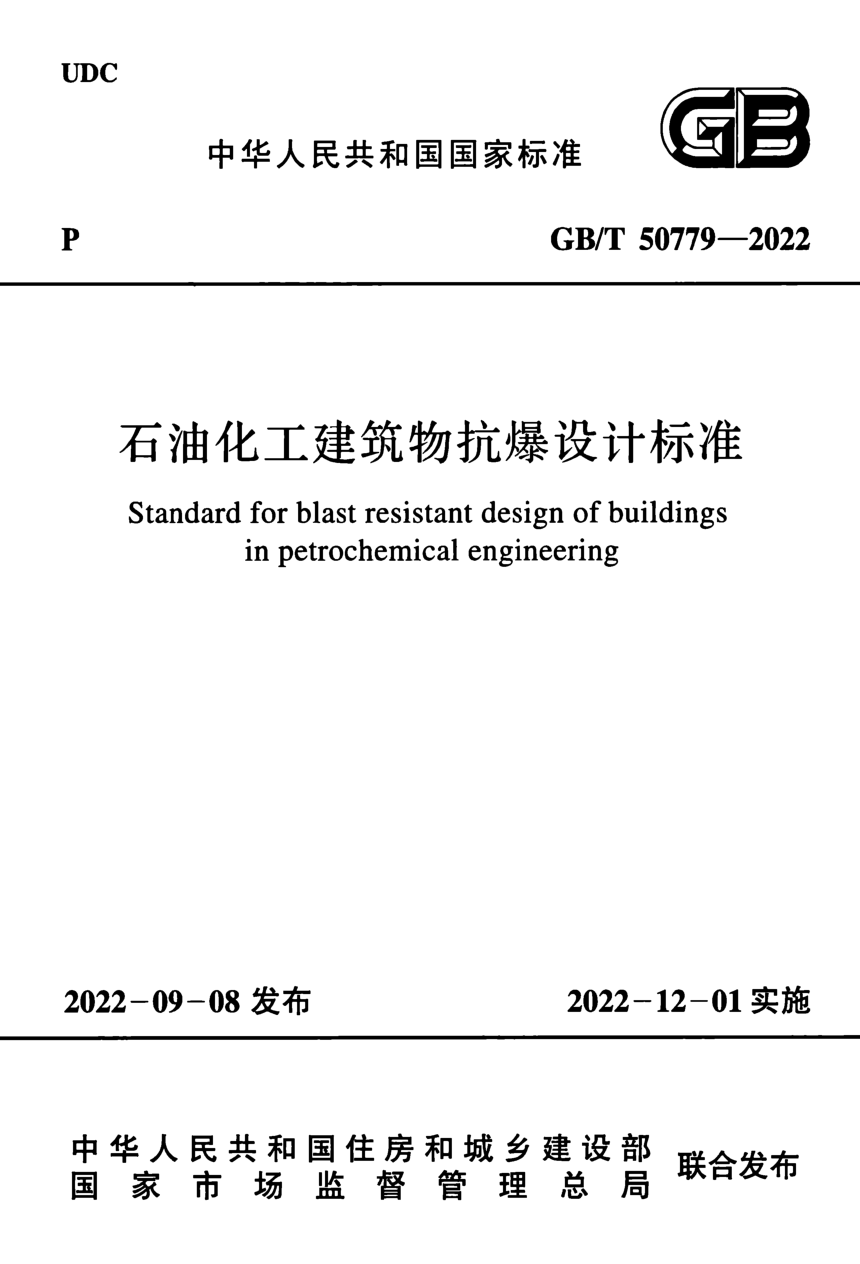 UDC
GB
中华人民共和国国家标准
P
GB/T 50779—2022
石油化工建筑物抗爆设计标准
Standard for blast resistant design of buildings
in petrochemical engineering
2022-09-08 发布
2022-12-01 实施
中华人民共和国住房和城乡建设部
国家市场监督管理总局
联合发布